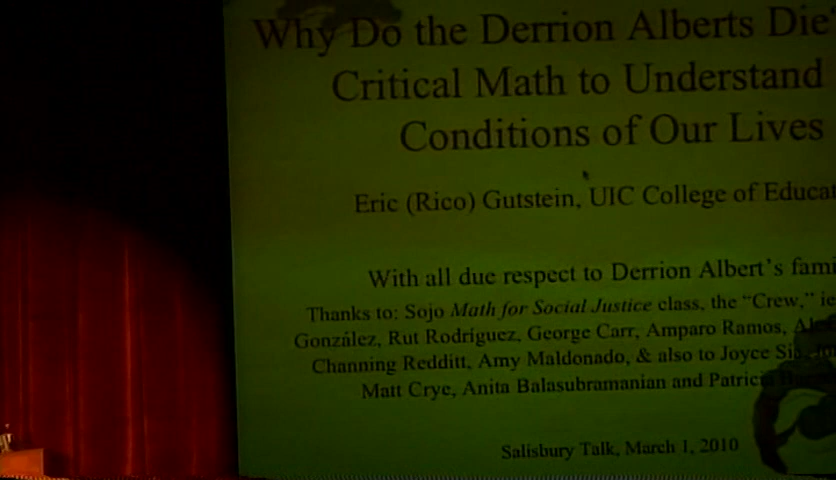 Why Do the Derrion Alberts Die
Critical Math to Understand
Conditions of Our Lives
Eric (Rico) Gutstein, UIC College of Educat
With all due respect to Derrion Albert's fami
Thanks to: Sojo Math for Social Justice class, the "Crew,"
González, Rut Rodríguez, George Carr, Amparo Ramos,
Channing Redditt, Amy Maldonado, & also to Joyce
Matt Crye, Anita Balasubramanian and Patricia
Salisbury Talk, March 1, 2010